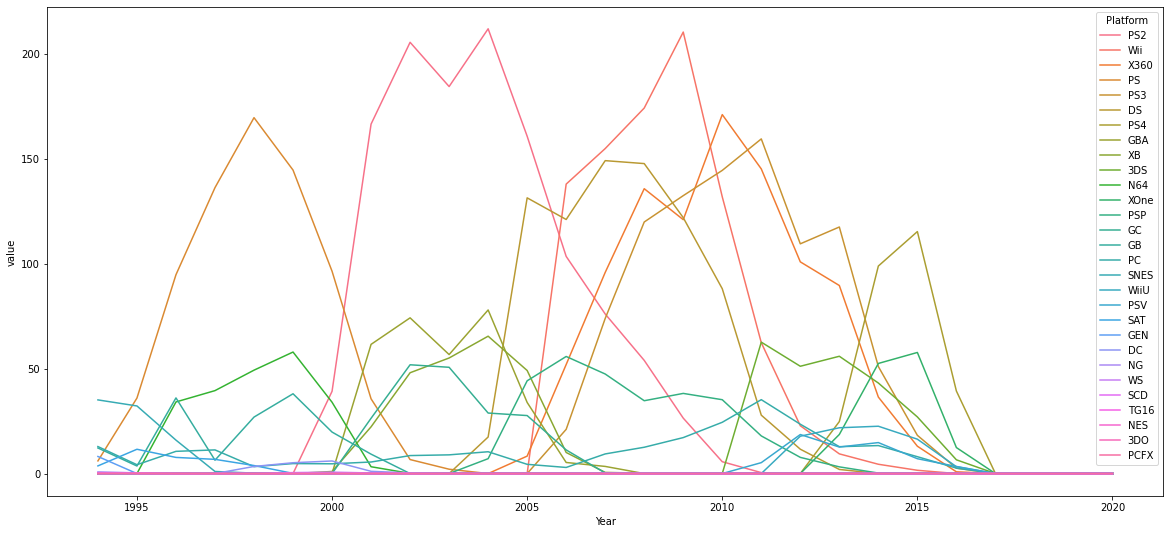 Platform
PS2
Wii
X360
PS
PS3
DS
PS4
GBA
XB
3DS
N64
XOne
PSP
GC
GB
PC
SNES
WiiU
PSV
SAT
GEN
DC
NG
WS
SCD
TG16
NES
3DO
PCFX
200
150
100
50
0
value
1995
2000
2005
2010
2015
2020
Year